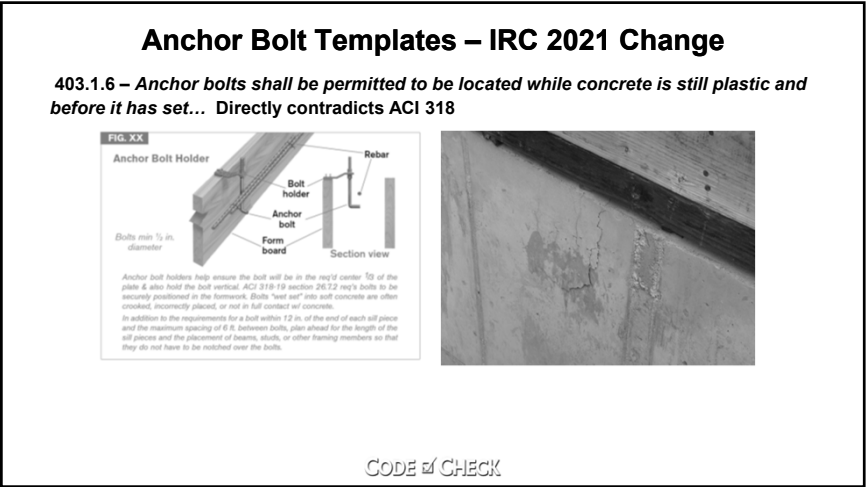 Anchor Bolt Templates – IRC 2021 Change
403.1.6 – Anchor bolts shall be permitted to be located while concrete is still plastic and
before it has set… Directly contradicts ACI 318
FIG. XX
Anchor Bolt Holder
Rebar
Bolt
holder
Anchor
bolt
Form
board
Bolts min ½ in.
diameter
Section view
Anchor bolt holders help ensure the bolt will be in the req'd center ⅓ of the
plate & also hold the bolt vertical. ACI 318-19 section 26.7.2 req's bolts to be
securely positioned in the formwork. Bolts "wet set" into soft concrete are often
crooked, incorrectly placed, or not in full contact w/ concrete.
In addition to the requirements for a bolt within 12 in. of the end of each sill piece
and the maximum spacing of 6 ft. between bolts, plan ahead for the length of the
sill pieces and the placement of beams, studs, or other framing members so that
they do not have to be notched over the bolts.
CODE CHECK